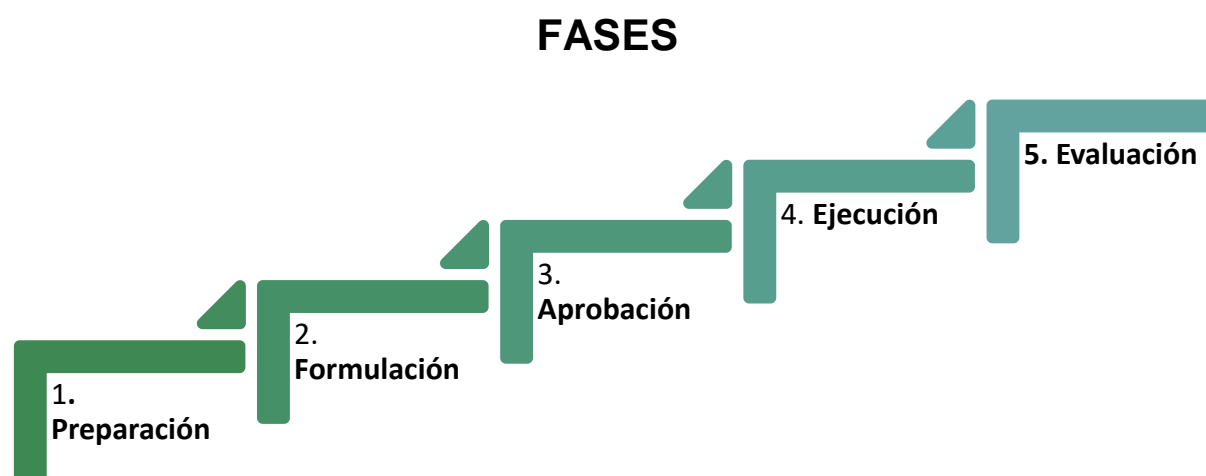 FASES
1.
Preparación
2.
Formulación
3.
Aprobación
4. Ejecución
5. Evaluación